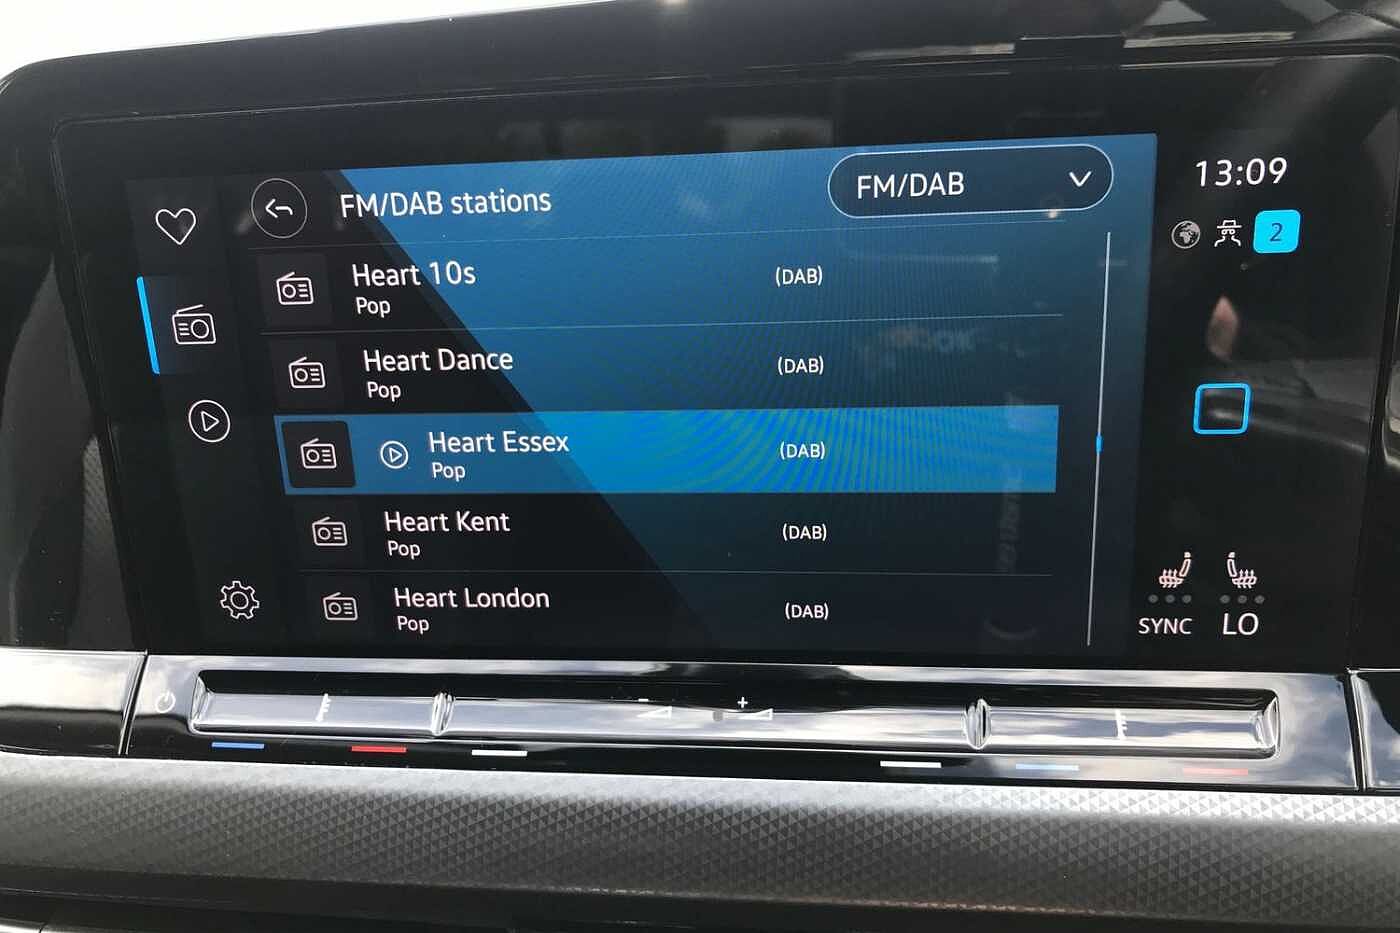 FM/DAB stations
FM/DAB
13:09
2
Heart 10s
Pop
(DAB)
Heart Dance
Pop
(DAB)
Heart Essex
Pop
(DAB)
Heart Kent
Pop
(DAB)
Heart London
Pop
(DAB)
SYNC
LO
- +